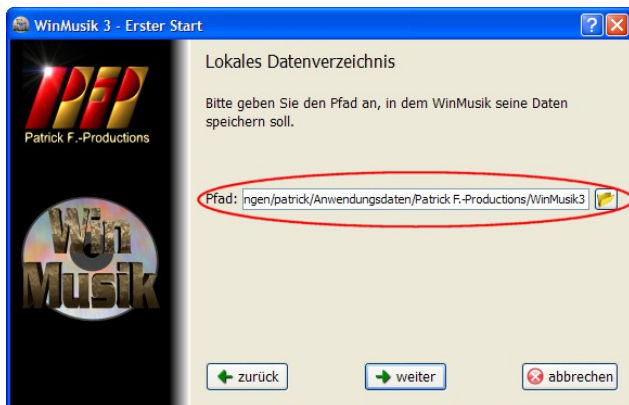 WinMusik 3 - Erster Start
Patrick F.-Productions
Win
Musik
Lokales Datenverzeichnis
Bitte geben Sie den Pfad an, in dem WinMusik seine Daten
speichern soll.
Pfad: ngen/patrick/Anwendungsdaten/Patrick F.-Productions/WinMusik3
zurück
weiter
abbrechen